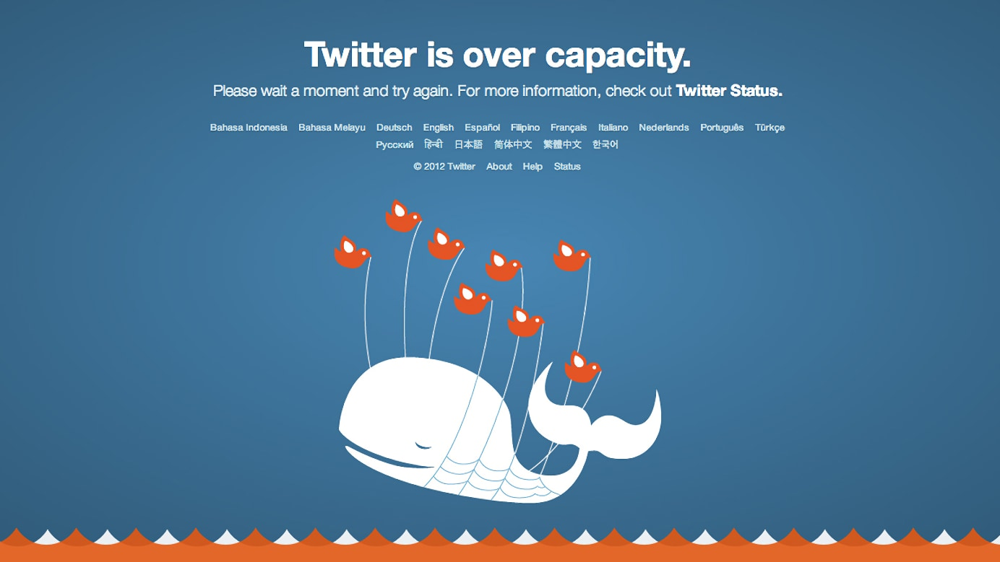 Twitter is over capacity.
Please wait a moment and try again. For more information, check out Twitter Status.
Bahasa Indonesia Bahasa Melayu Deutsch English Español Filipino Français Italiano Nederlands Português Türkçe
Русский हिन्दी 日本語 简体中文 繁體中文 한국어
© 2012 Twitter About Help Status